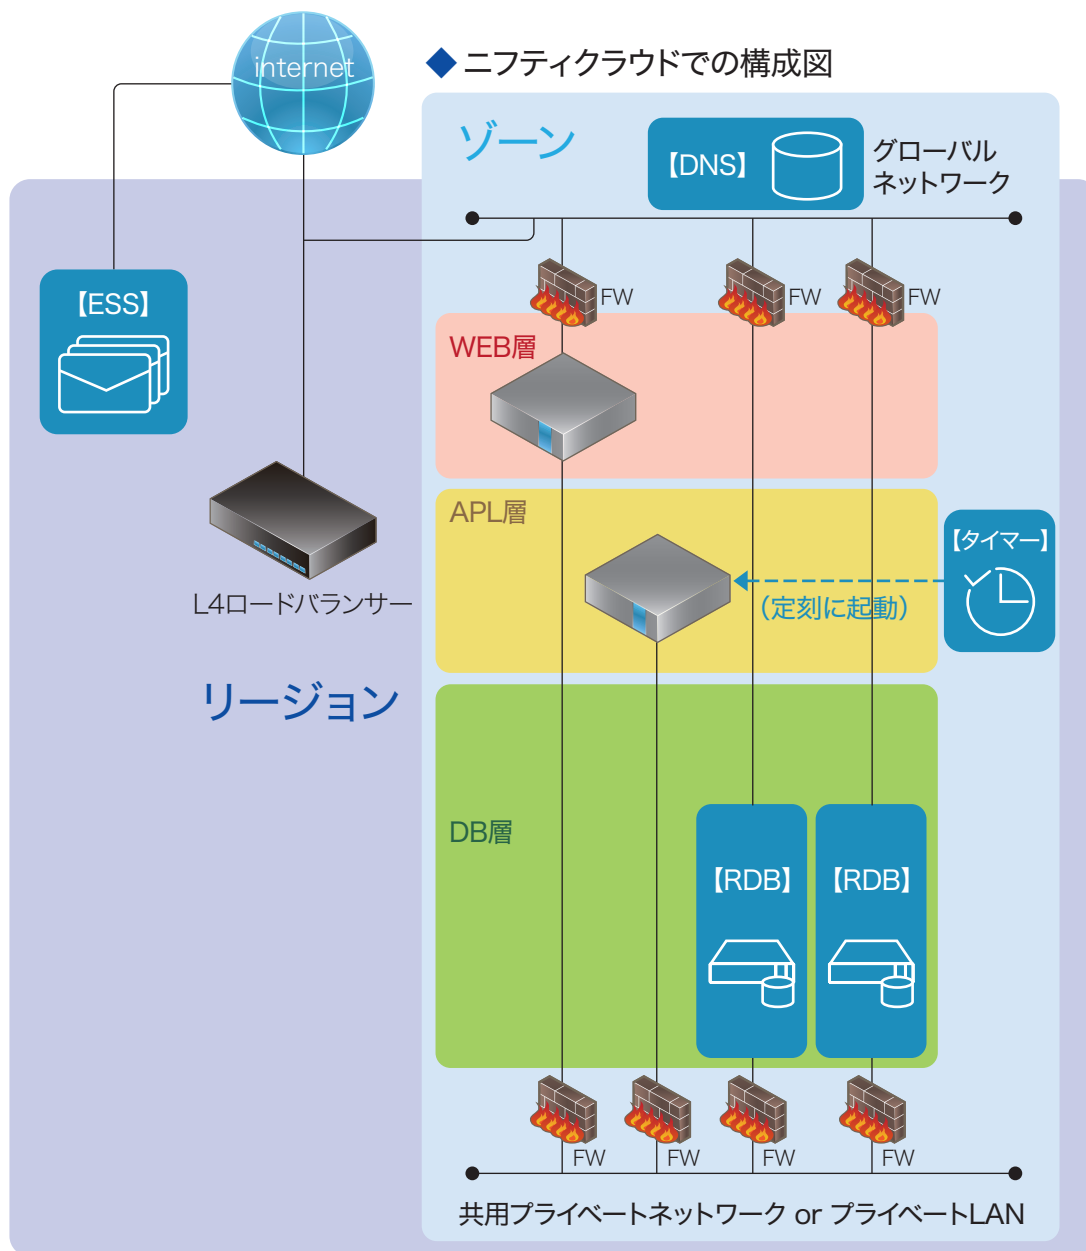 internet
◆ ニフティクラウドでの構成図
ゾーン
【DNS】
グローバル
ネットワーク
【ESS】
FW
FW
FW
WEB層
L4ロードバランサー
APL層
【タイマー】
（定刻に起動）
リージョン
DB層
【RDB】
【RDB】
FW
FW
FW
FW
共用プライベートネットワーク or プライベートLAN